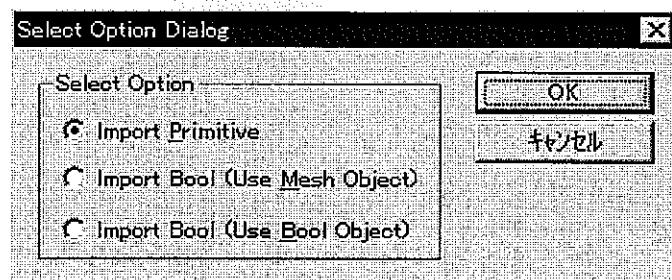 Select Option Dialog
Select Option
Import Primitive
Import Bool (Use Mesh Object)
Import Bool (Use Bool Object)
OK
キャンセル